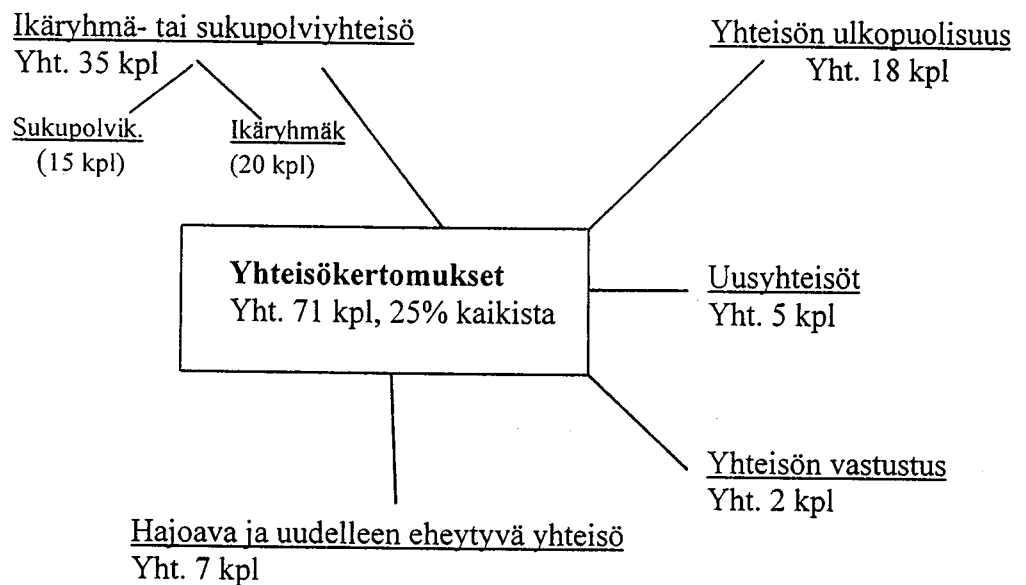 Ikäryhmä- tai sukupolviyhteisö
Yht. 35 kpl
Sukupolvik.
(15 kpl)
Ikäryhmäk
(20 kpl)
Yhteisön ulkopuolisuus
Yht. 18 kpl
Yhteisökertomukset
Yht. 71 kpl, 25% kaikista
Uusyhteisöt
Yht. 5 kpl
Yhteisön vastustus
Yht. 2 kpl
Hajoava ja uudelleen eheytyvä yhteisö
Yht. 7 kpl